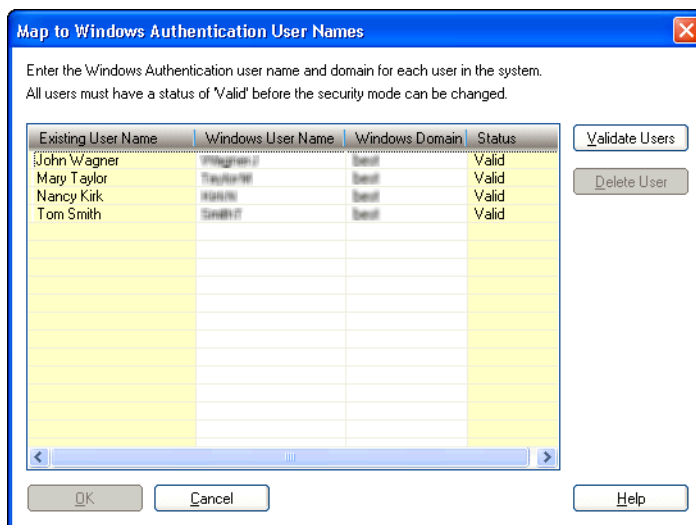 Map to Windows Authentication User Names
Enter the Windows Authentication user name and domain for each user in the system.
All users must have a status of 'Valid' before the security mode can be changed.
Existing User Name Windows User Name Windows Domain Status
Validate Users
John Wagner Valid
Mary Taylor Valid
Delete User
Nancy Kirk Valid
Tom Smith Valid
OK Cancel Help